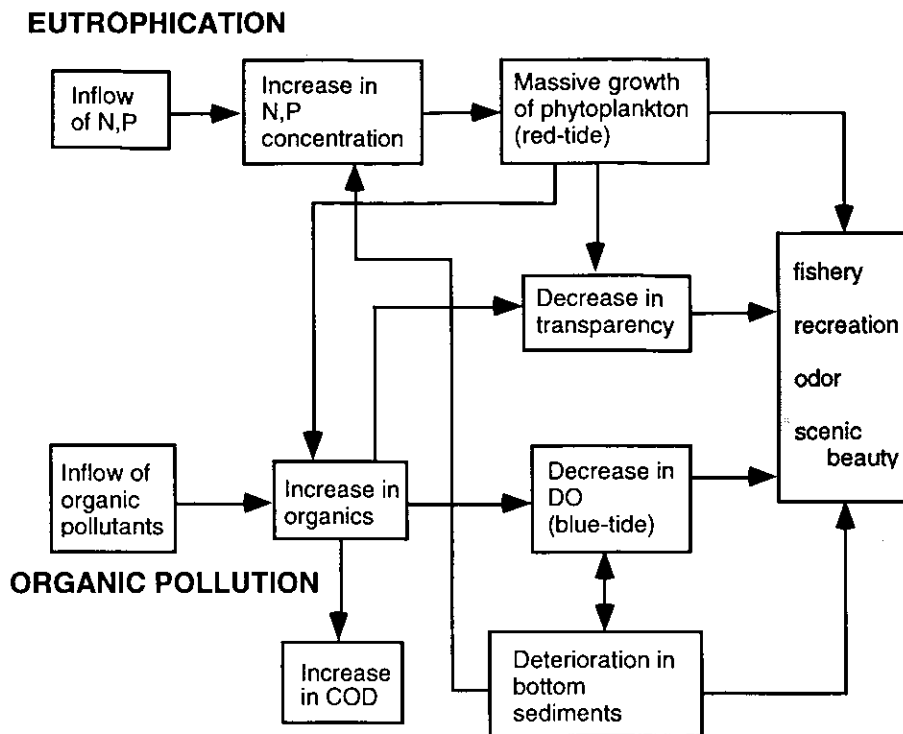 EUTROPHICATION
Inflow
of N,P
Increase in
N,P
concentration
Massive growth
of phytoplankton
(red-tide)
fishery
recreation
odor
scenic
beauty
Decrease in
transparency
Inflow of
organic
pollutants
Increase in
organics
Decrease in
DO
(blue-tide)
ORGANIC POLLUTION
Increase
in COD
Deterioration in
bottom
sediments